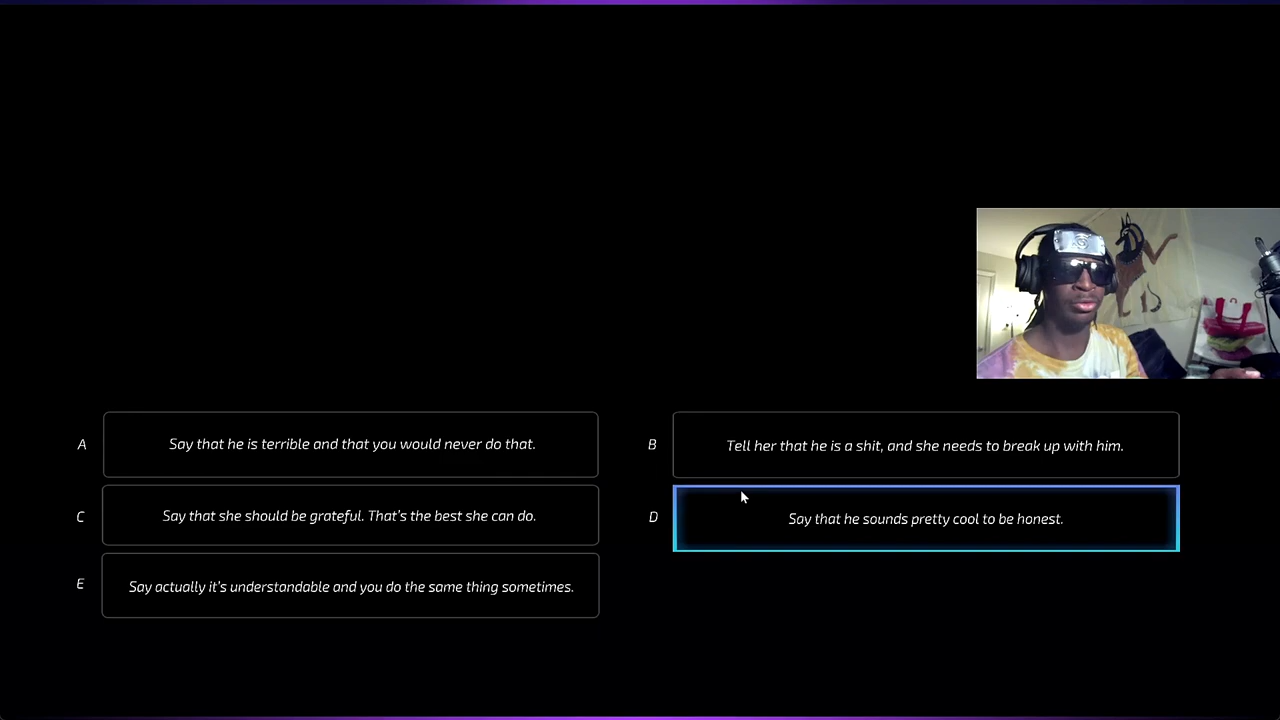 A
Say that he is terrible and that you would never do that.
B
Tell her that he is a shit, and she needs to break up with him.
C
Say that she should be grateful. That's the best she can do.
D
Say that he sounds pretty cool to be honest.
E
Say actually it's understandable and you do the same thing sometimes.